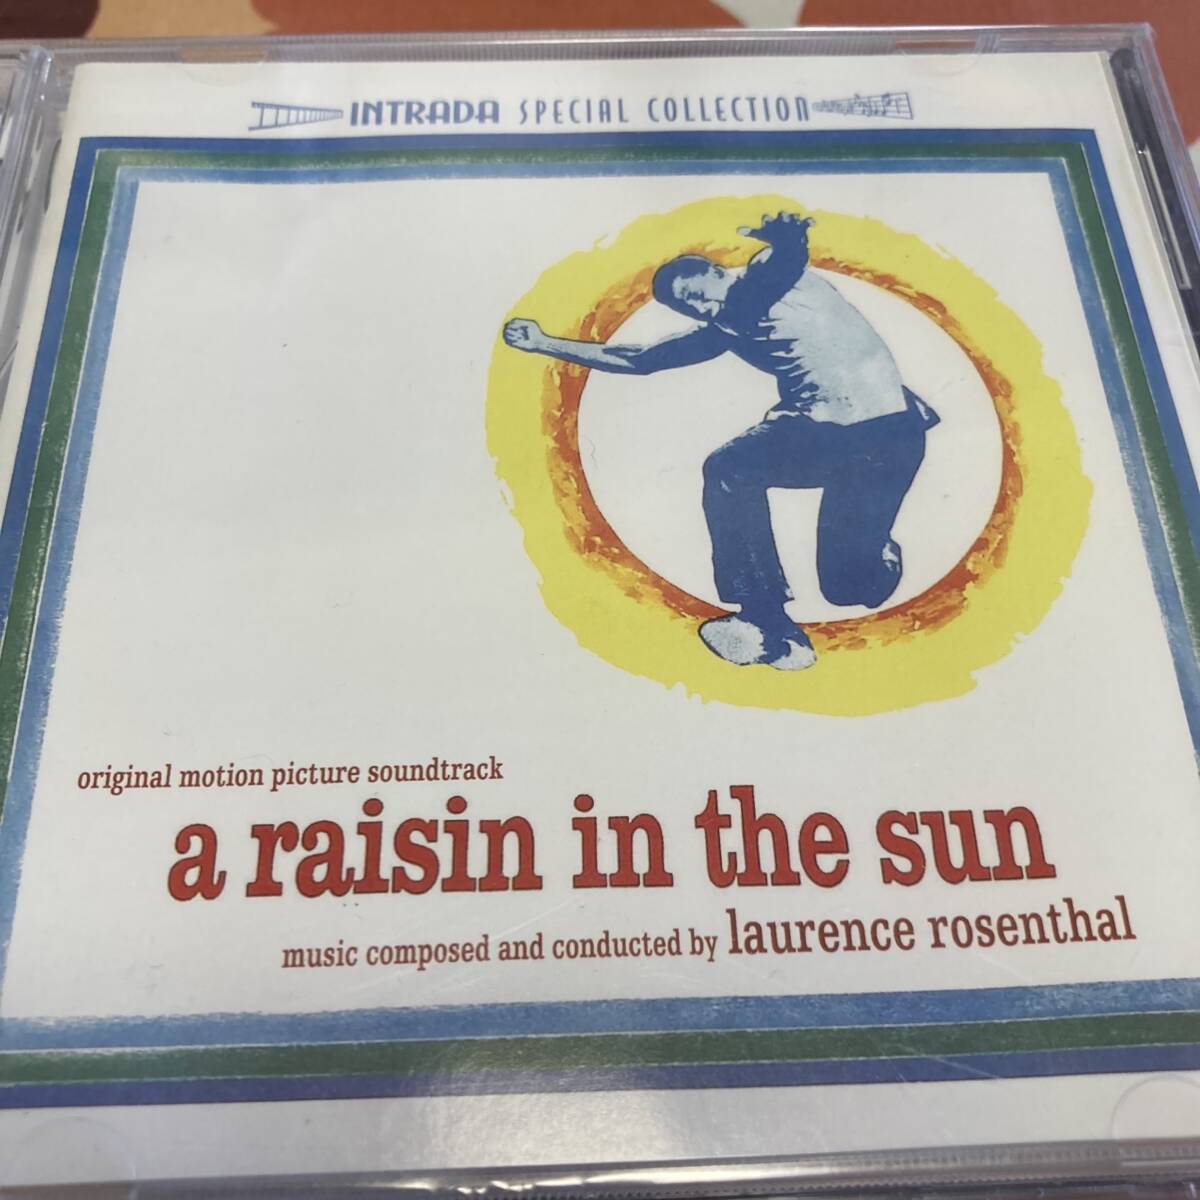 INTRADA SPECIAL COLLECTION
original motion picture soundtrack
a raisin in the sun
music composed and conducted by laurence rosenthal